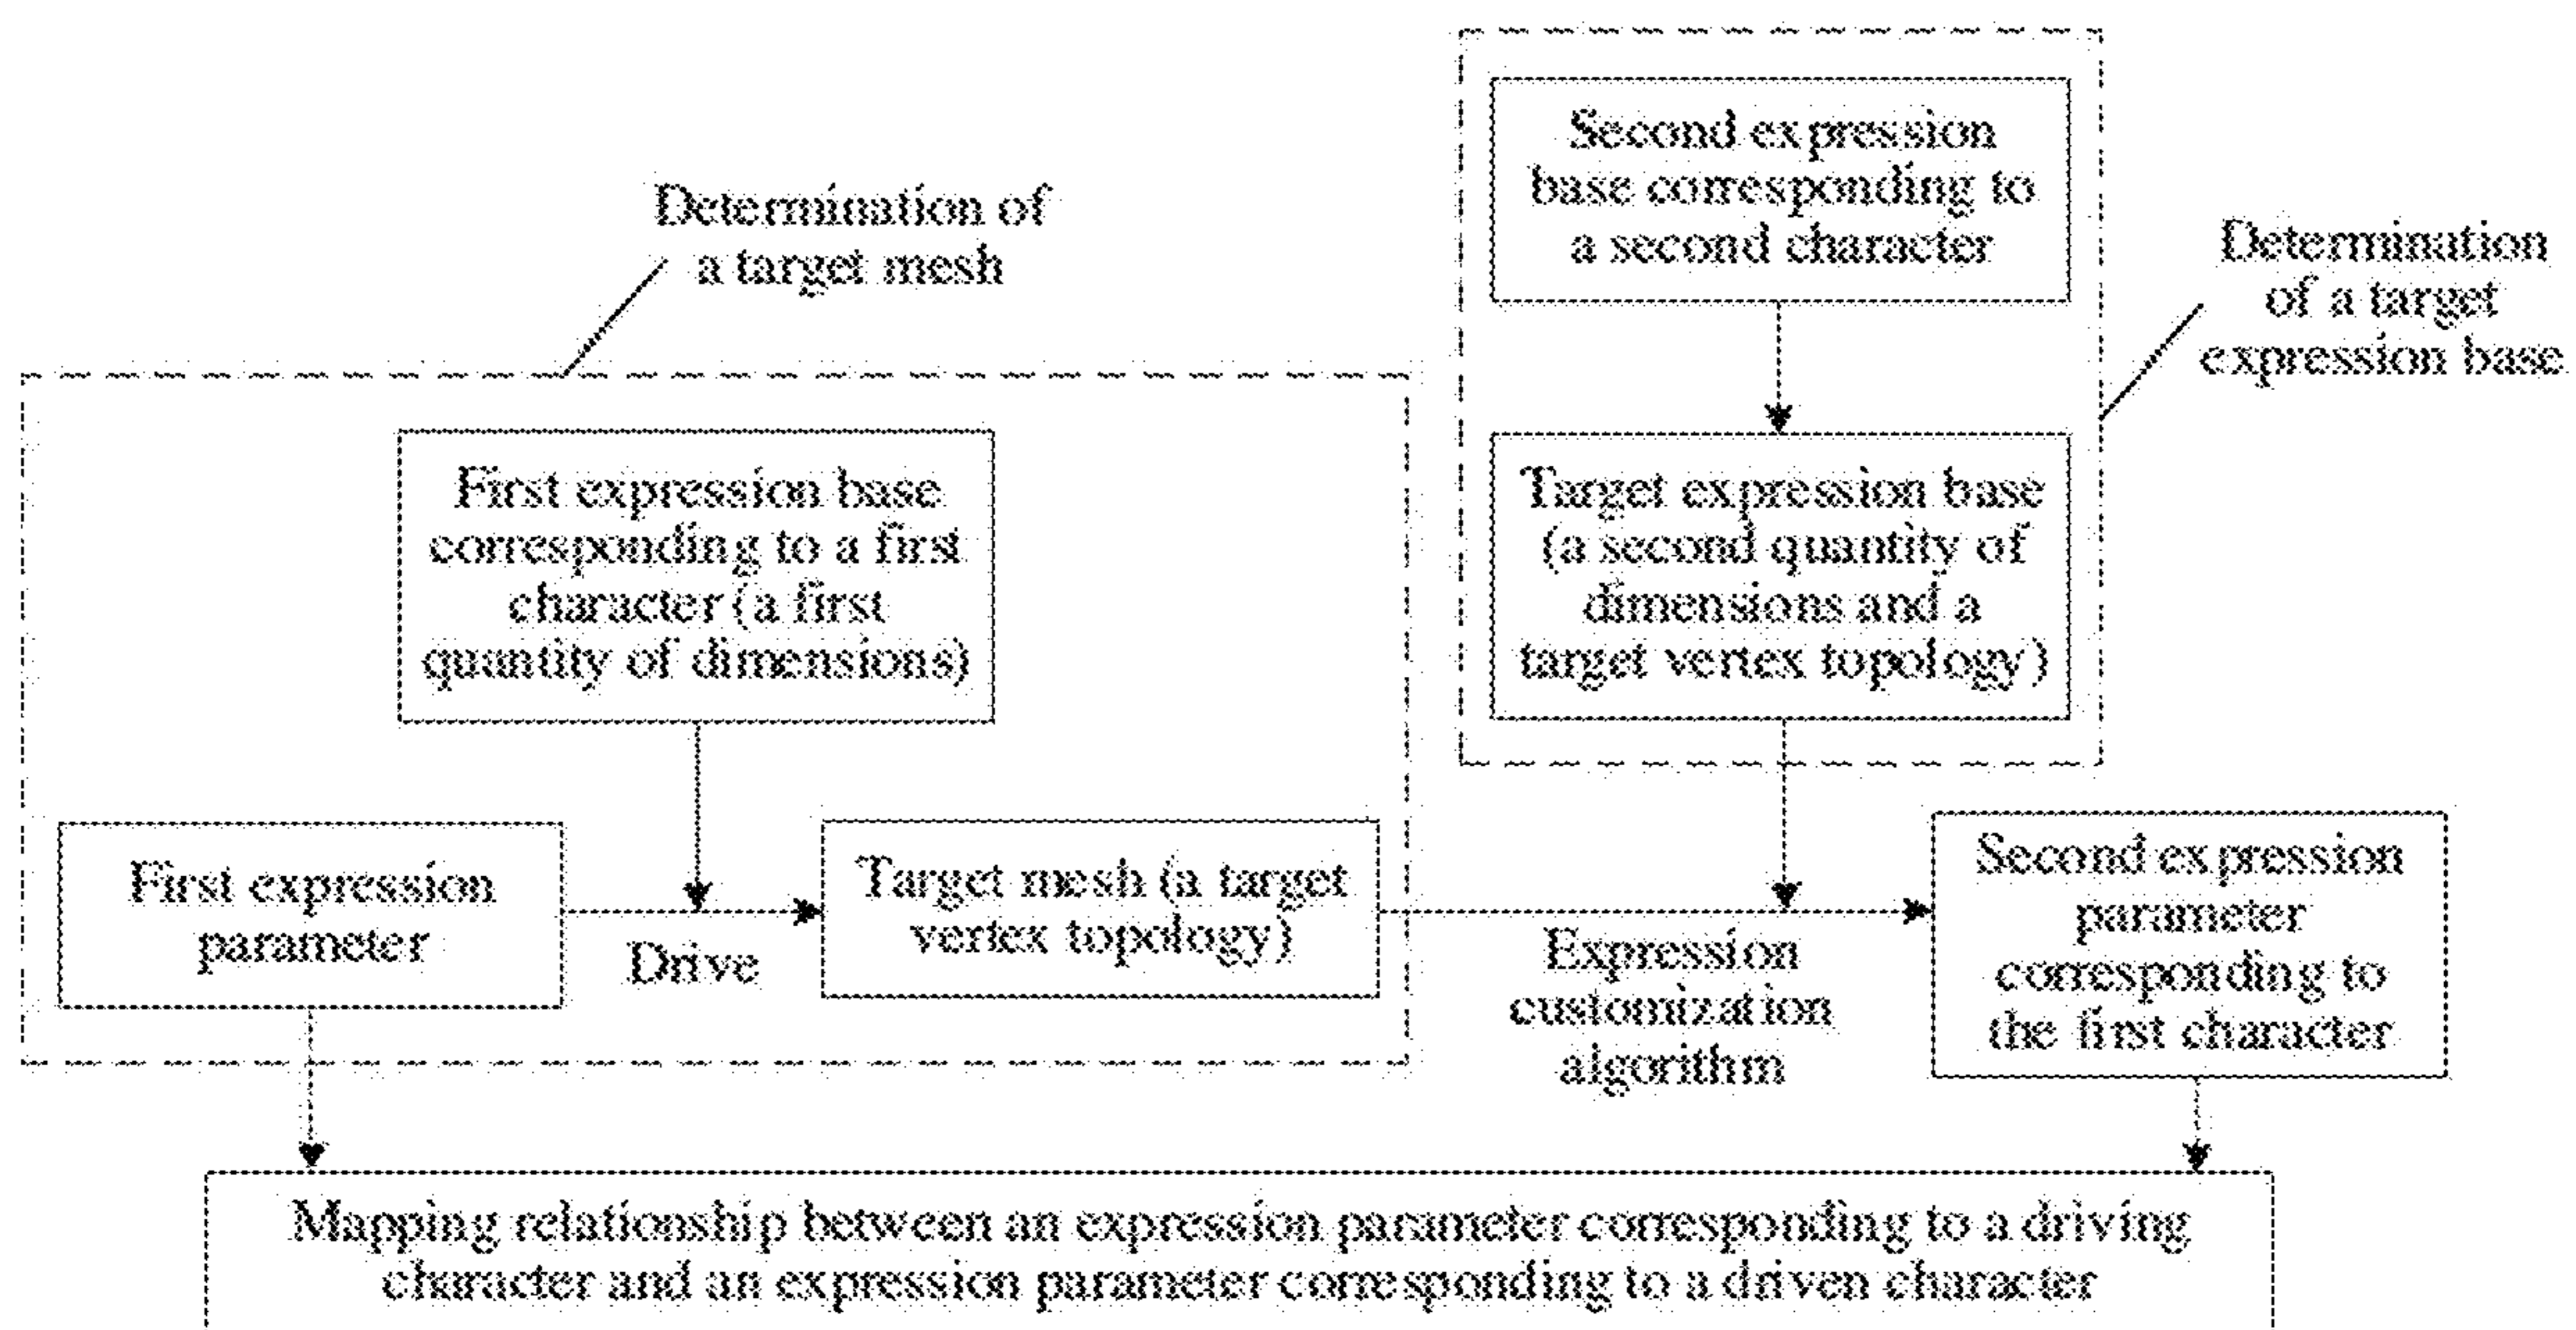 Second expression
base corresponding to
a second character
Determination of
a target mesh
Determination
of a target
expression base
First expression base
corresponding to a first
character (a first
quantity of dimensions)
Target expression base
(a second quantity of
dimensions and a
target vertex topology)
First expression
parameter
Drive
Target mesh (a target
vertex topology)
Expression
customization
algorithm
Second expression
parameter
corresponding to
the first character
Mapping relationship between an expression parameter corresponding to a driving
character and an expression parameter corresponding to a driven character